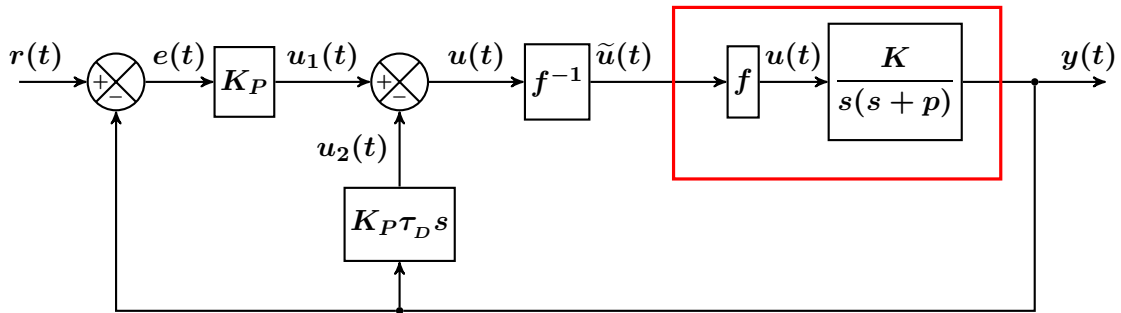 r(t)
+
−
e(t)
K_P
u_1(t)
+
−
u(t)
f^{-1}
ũ(t)
f
u(t)
K
s(s + p)
y(t)
u_2(t)
K_P τ_D s